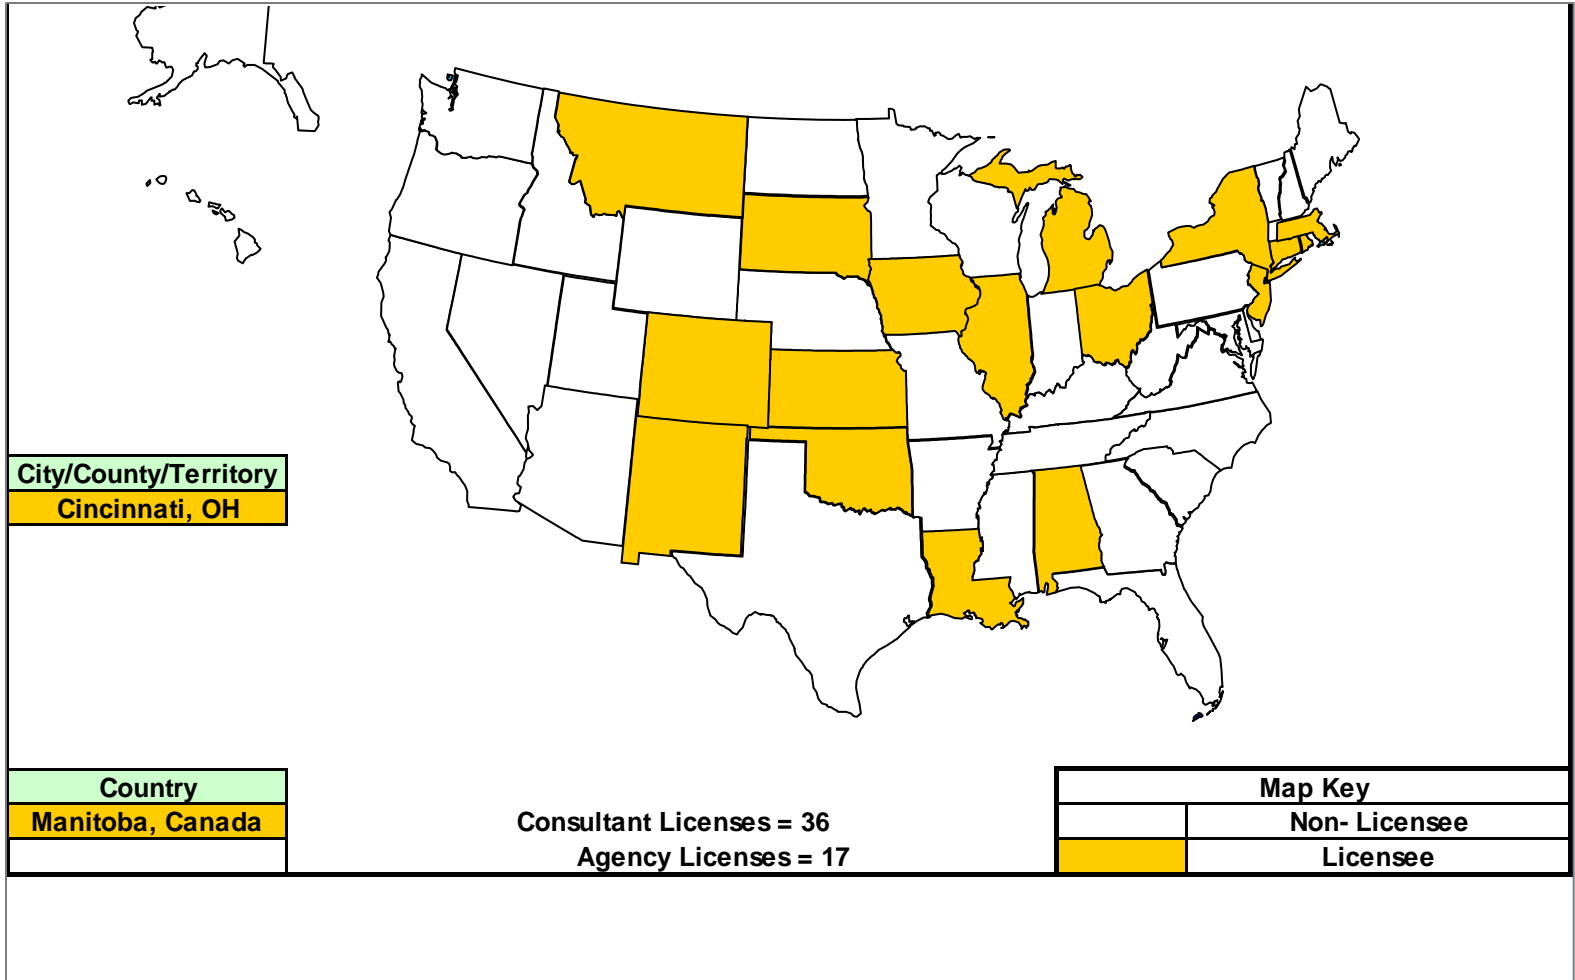 City/County/Territory
Cincinnati, OH
Country
Manitoba, Canada
Consultant Licenses = 36
Agency Licenses = 17
Map Key
Non- Licensee
Licensee